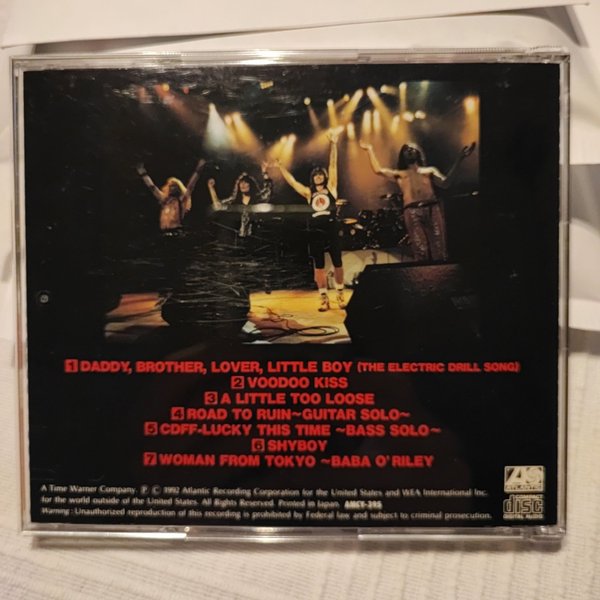 1 DADDY, BROTHER, LOVER, LITTLE BOY (THE ELECTRIC DRILL SONG)
2 VOODOO KISS
3 A LITTLE TOO LOOSE
4 ROAD TO RUIN～GUITAR SOLO～
5 CDFF-LUCKY THIS TIME ～BASS SOLO～
6 SHYBOY
7 WOMAN FROM TOKYO ～BABA O'RILEY
A Time Warner Company. Ⓟ © 1992 Atlantic Recording Corporation for the United States and WEA International Inc.
for the world outside of the United States. All Rights Reserved. Printed in Japan. AMCY-395
Warning: Unauthorized reproduction of this recording is prohibited by Federal law and subject to criminal prosecution.
ATLANTIC
COMPACT
disc
DIGITAL AUDIO